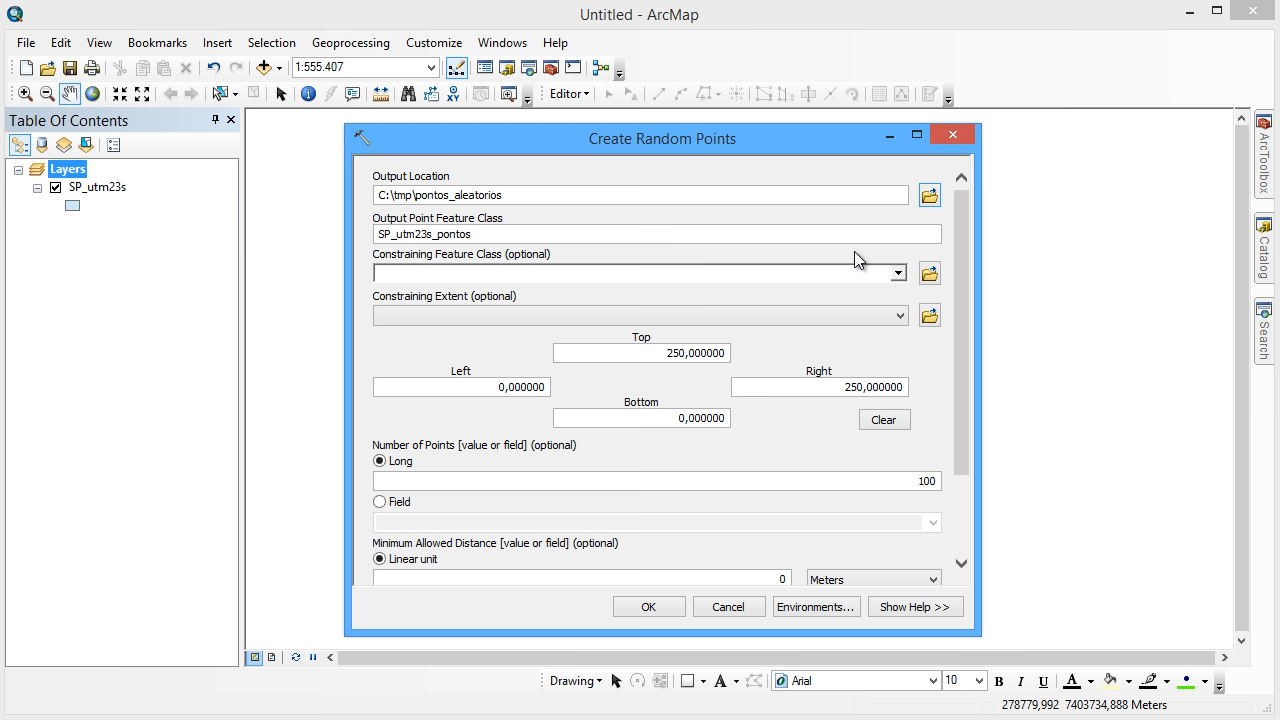 Untitled - ArcMap
File Edit View Bookmarks Insert Selection Geoprocessing Customize Windows Help
1:555.407
Editor
Table Of Contents
Layers
SP_utm23s
Create Random Points
Output Location
C:\tmp\pontos_aleatorios
Output Point Feature Class
SP_utm23s_pontos
Constraining Feature Class (optional)
Constraining Extent (optional)
Top
250,000000
Left Right
0,000000 250,000000
Bottom
0,000000
Clear
Number of Points [value or field] (optional)
Long
100
Field
Minimum Allowed Distance [value or field] (optional)
Linear unit
0 Meters
OK Cancel Environments... Show Help >>
ArcToolbox
Catalog
Search
Drawing A Arial 10 B I U A
278779,992 7403734,888 Meters